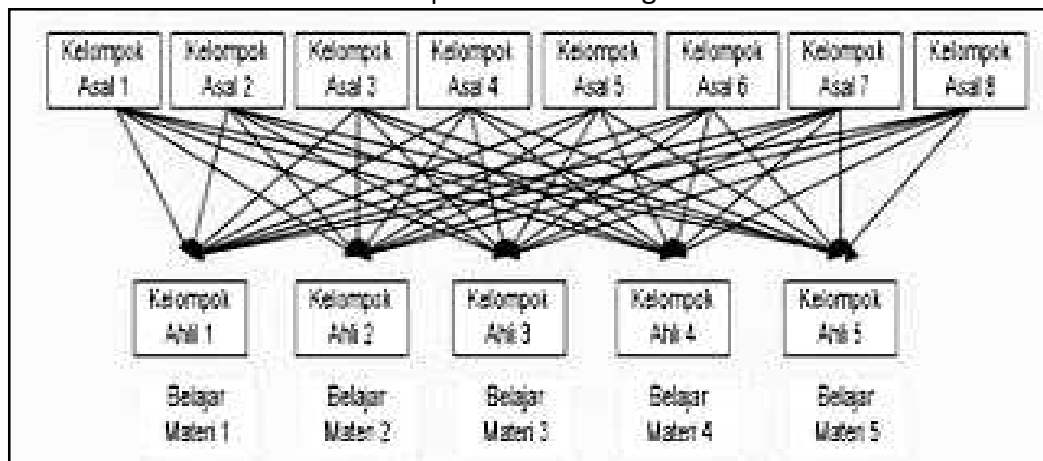 Kelompok
Asal 1
Kelompok
Asal 2
Kelompok
Asal 3
Kelompok
Asal 4
Kelompok
Asal 5
Kelompok
Asal 6
Kelompok
Asal 7
Kelompok
Asal 8
Kelompok
Ahli 1
Kelompok
Ahli 2
Kelompok
Ahli 3
Kelompok
Ahli 4
Kelompok
Ahli 5
Belajar
Materi 1
Belajar
Materi 2
Belajar
Materi 3
Belajar
Materi 4
Belajar
Materi 5